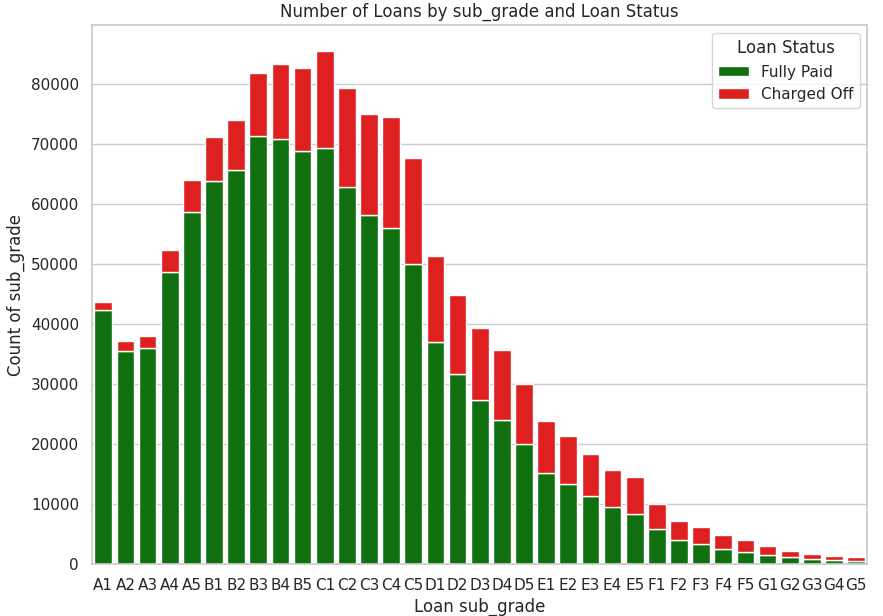 Number of Loans by sub_grade and Loan Status
Loan Status
Fully Paid
Charged Off
Count of sub_grade
80000
70000
60000
50000
40000
30000
20000
10000
0
A1 A2 A3 A4 A5 B1 B2 B3 B4 B5 C1 C2 C3 C4 C5 D1 D2 D3 D4 D5 E1 E2 E3 E4 E5 F1 F2 F3 F4 F5 G1 G2 G3 G4 G5
Loan sub_grade